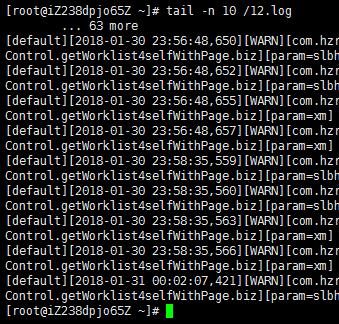 [root@iZ238dpjo65Z ~]# tail -n 10 /12.log
... 63 more
[default][2018-01-30 23:56:48,650][WARN][com.hzr
Control.getWorklist4selfWithPage.biz][param=slbh
[default][2018-01-30 23:56:48,652][WARN][com.hzr
Control.getWorklist4selfWithPage.biz][param=slbh
[default][2018-01-30 23:56:48,655][WARN][com.hzr
Control.getWorklist4selfWithPage.biz][param=xm]
[default][2018-01-30 23:56:48,657][WARN][com.hzr
Control.getWorklist4selfWithPage.biz][param=xm]
[default][2018-01-30 23:58:35,559][WARN][com.hzr
Control.getWorklist4selfWithPage.biz][param=slbh
[default][2018-01-30 23:58:35,560][WARN][com.hzr
Control.getWorklist4selfWithPage.biz][param=slbh
[default][2018-01-30 23:58:35,563][WARN][com.hzr
Control.getWorklist4selfWithPage.biz][param=xm]
[default][2018-01-30 23:58:35,566][WARN][com.hzr
Control.getWorklist4selfWithPage.biz][param=xm]
[default][2018-01-31 00:02:07,421][WARN][com.hzr
Control.getWorklist4selfWithPage.biz][param=slbh
[root@iZ238dpjo65Z ~]#